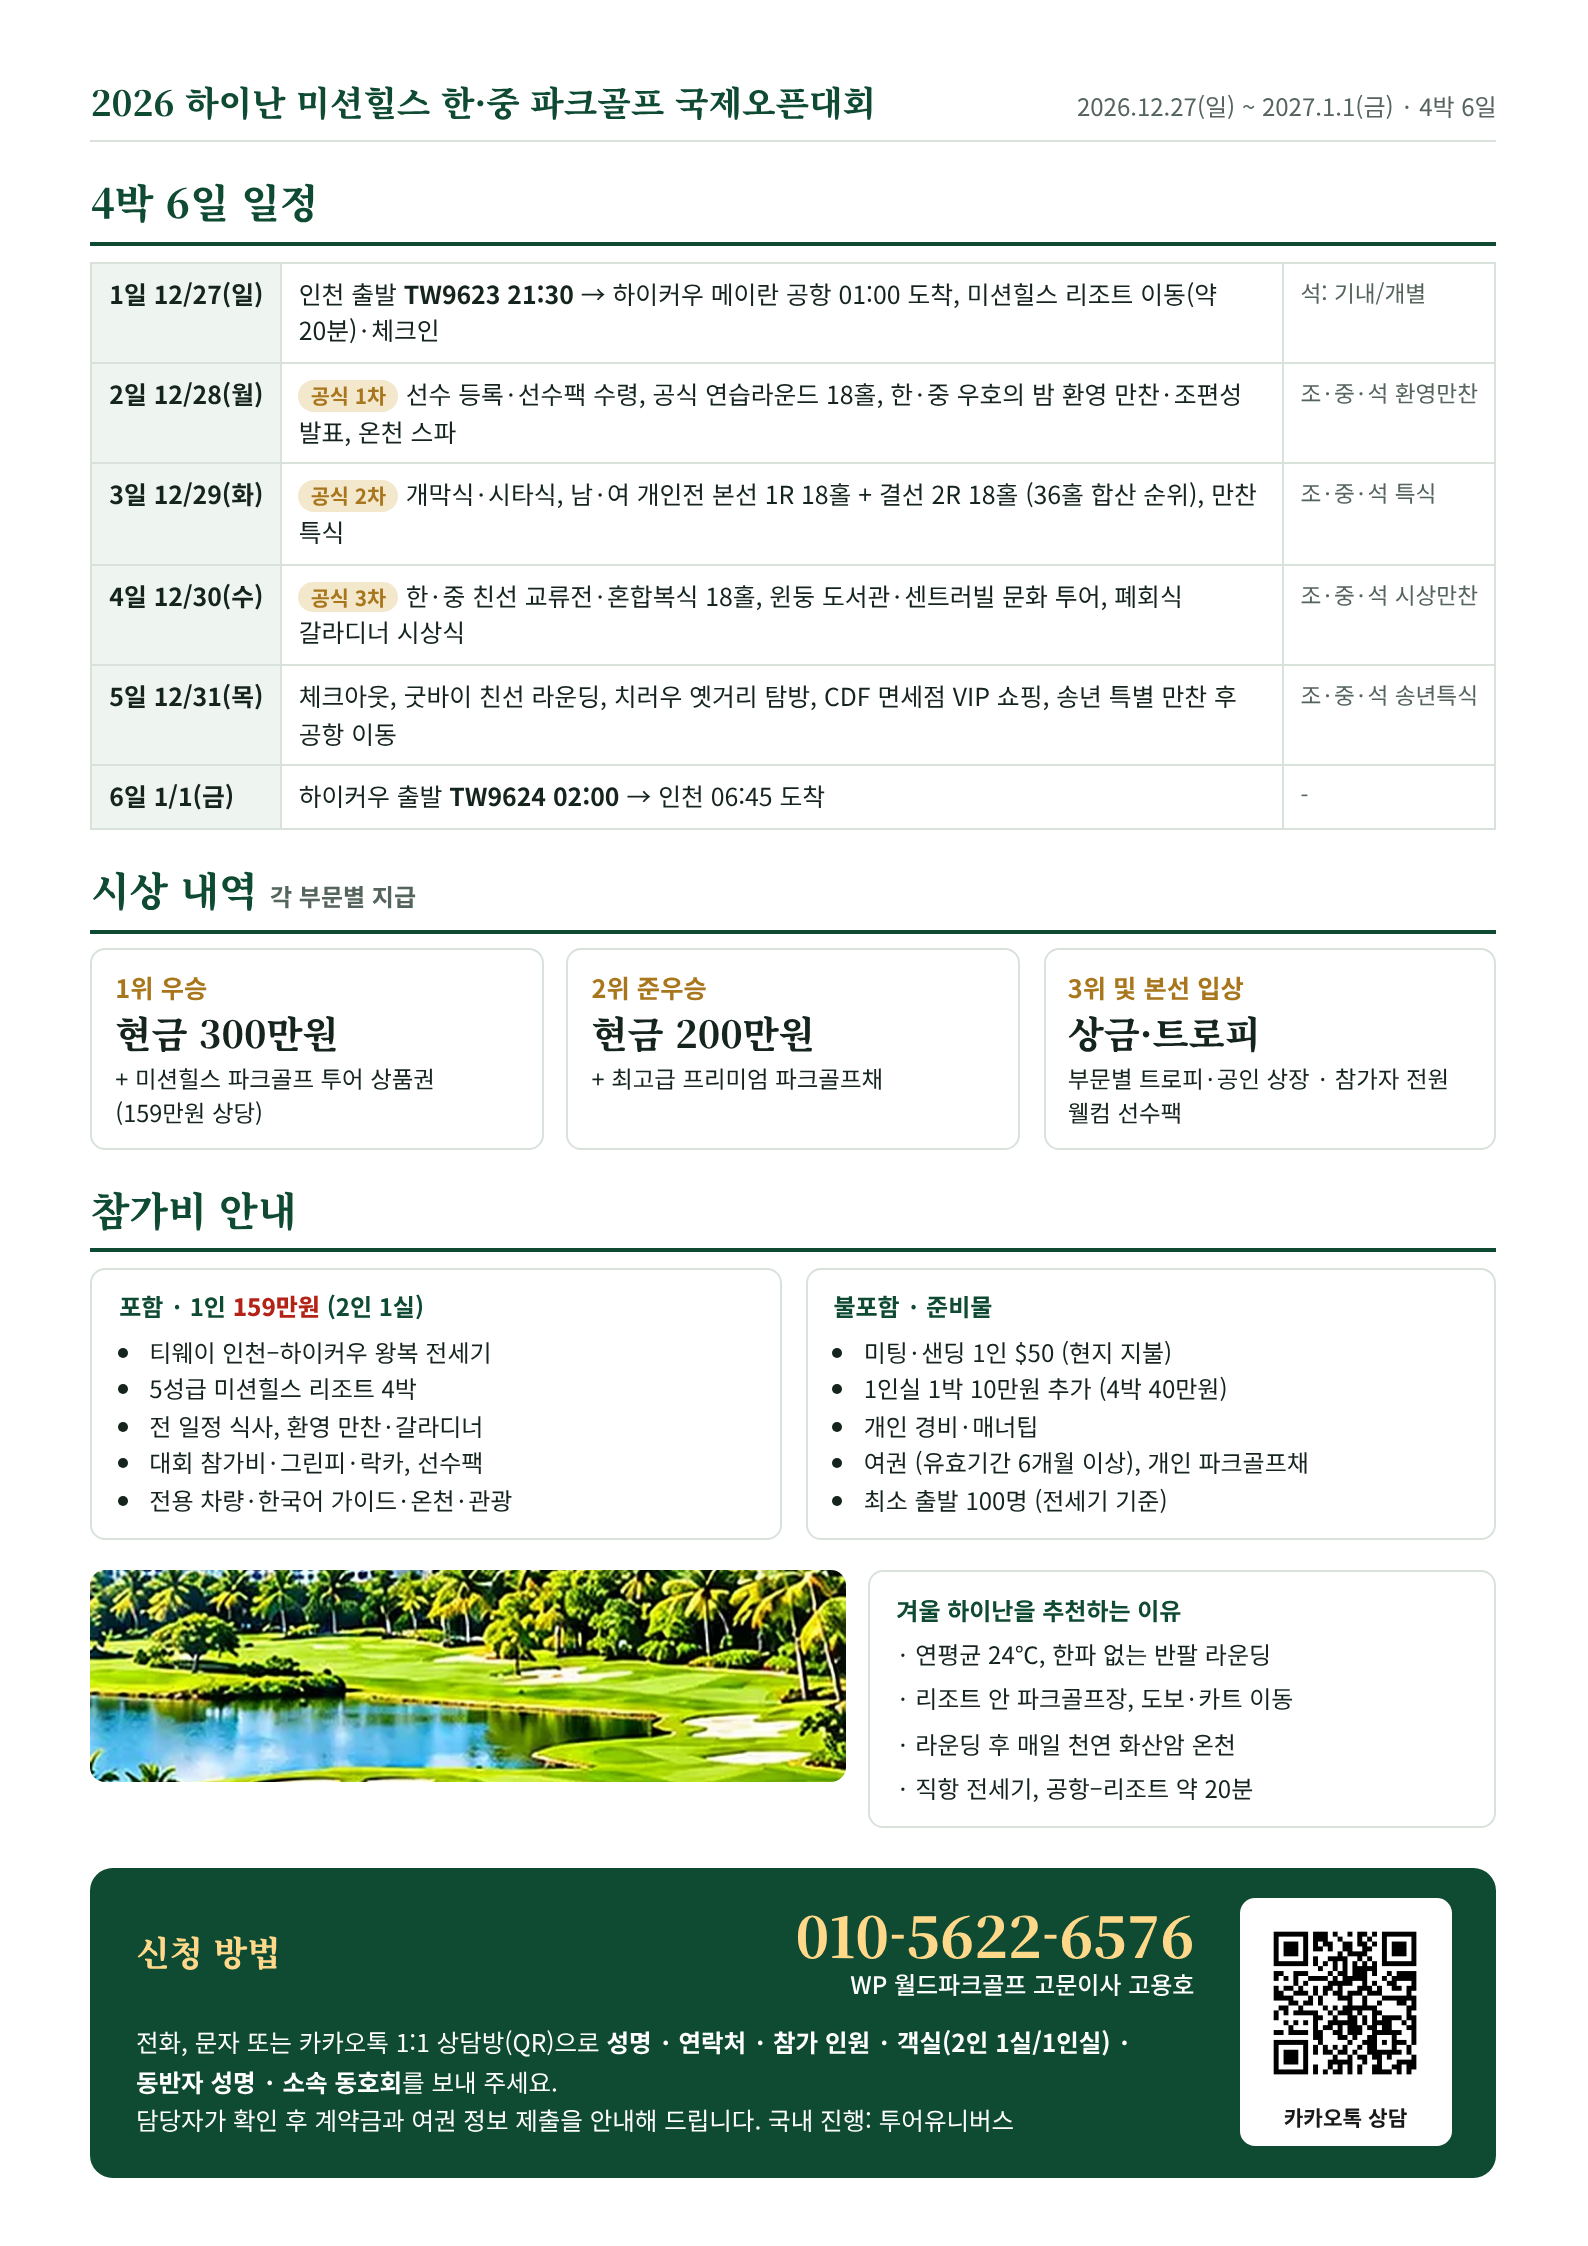 2026 하이난 미션힐스 한·중 파크골프 국제오픈대회
2026.12.27(일) ~ 2027.1.1(금) · 4박 6일
4박 6일 일정
1일 12/27(일)
인천 출발 TW9623 21:30 → 하이커우 메이란 공항 01:00 도착, 미션힐스 리조트 이동(약
20분)·체크인
석: 기내/개별
2일 12/28(월)
공식 1차 선수 등록·선수팩 수령, 공식 연습라운드 18홀, 한·중 우호의 밤 환영 만찬·조편성
발표, 온천 스파
조·중·석 환영만찬
3일 12/29(화)
공식 2차 개막식·시타식, 남·여 개인전 본선 1R 18홀 + 결선 2R 18홀 (36홀 합산 순위), 만찬
특식
조·중·석 특식
4일 12/30(수)
공식 3차 한·중 친선 교류전·혼합복식 18홀, 윈둥 도서관·센트러빌 문화 투어, 폐회식
갈라디너 시상식
조·중·석 시상만찬
5일 12/31(목)
체크아웃, 굿바이 친선 라운딩, 치러우 옛거리 탐방, CDF 면세점 VIP 쇼핑, 송년 특별 만찬 후
공항 이동
조·중·석 송년특식
6일 1/1(금)
하이커우 출발 TW9624 02:00 → 인천 06:45 도착
-
시상 내역 각 부문별 지급
1위 우승
현금 300만원
+ 미션힐스 파크골프 투어 상품권
(159만원 상당)
2위 준우승
현금 200만원
+ 최고급 프리미엄 파크골프채
3위 및 본선 입상
상금·트로피
부문별 트로피·공인 상장 · 참가자 전원
웰컴 선수팩
참가비 안내
포함 · 1인 159만원 (2인 1실)
• 티웨이 인천–하이커우 왕복 전세기
• 5성급 미션힐스 리조트 4박
• 전 일정 식사, 환영 만찬·갈라디너
• 대회 참가비·그린피·락카, 선수팩
• 전용 차량·한국어 가이드·온천·관광
불포함 · 준비물
• 미팅·샌딩 1인 $50 (현지 지불)
• 1인실 1박 10만원 추가 (4박 40만원)
• 개인 경비·매너팁
• 여권 (유효기간 6개월 이상), 개인 파크골프채
• 최소 출발 100명 (전세기 기준)
겨울 하이난을 추천하는 이유
· 연평균 24℃, 한파 없는 반팔 라운딩
· 리조트 안 파크골프장, 도보·카트 이동
· 라운딩 후 매일 천연 화산암 온천
· 직항 전세기, 공항–리조트 약 20분
신청 방법
010-5622-6576
WP 월드파크골프 고문이사 고용호
전화, 문자 또는 카카오톡 1:1 상담방(QR)으로 성명 · 연락처 · 참가 인원 · 객실(2인 1실/1인실) ·
동반자 성명 · 소속 동호회를 보내 주세요.
담당자가 확인 후 계약금과 여권 정보 제출을 안내해 드립니다. 국내 진행: 투어유니버스
카카오톡 상담